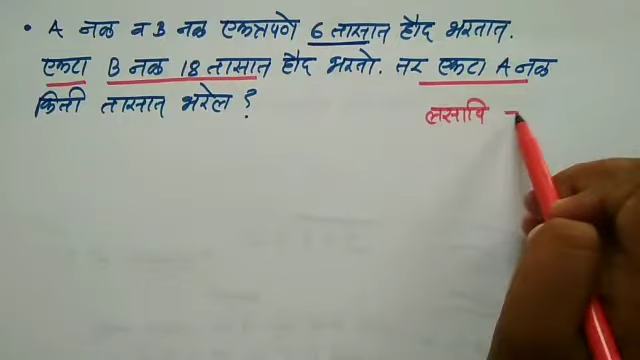 • A नळ व B नळ एकत्रपणे 6 तासात हौद भरतात.
एकटा B नळ 18 तासात हौद भरतो. तर एकटा A नळ
किती तासात भरेल ?
लसावि -